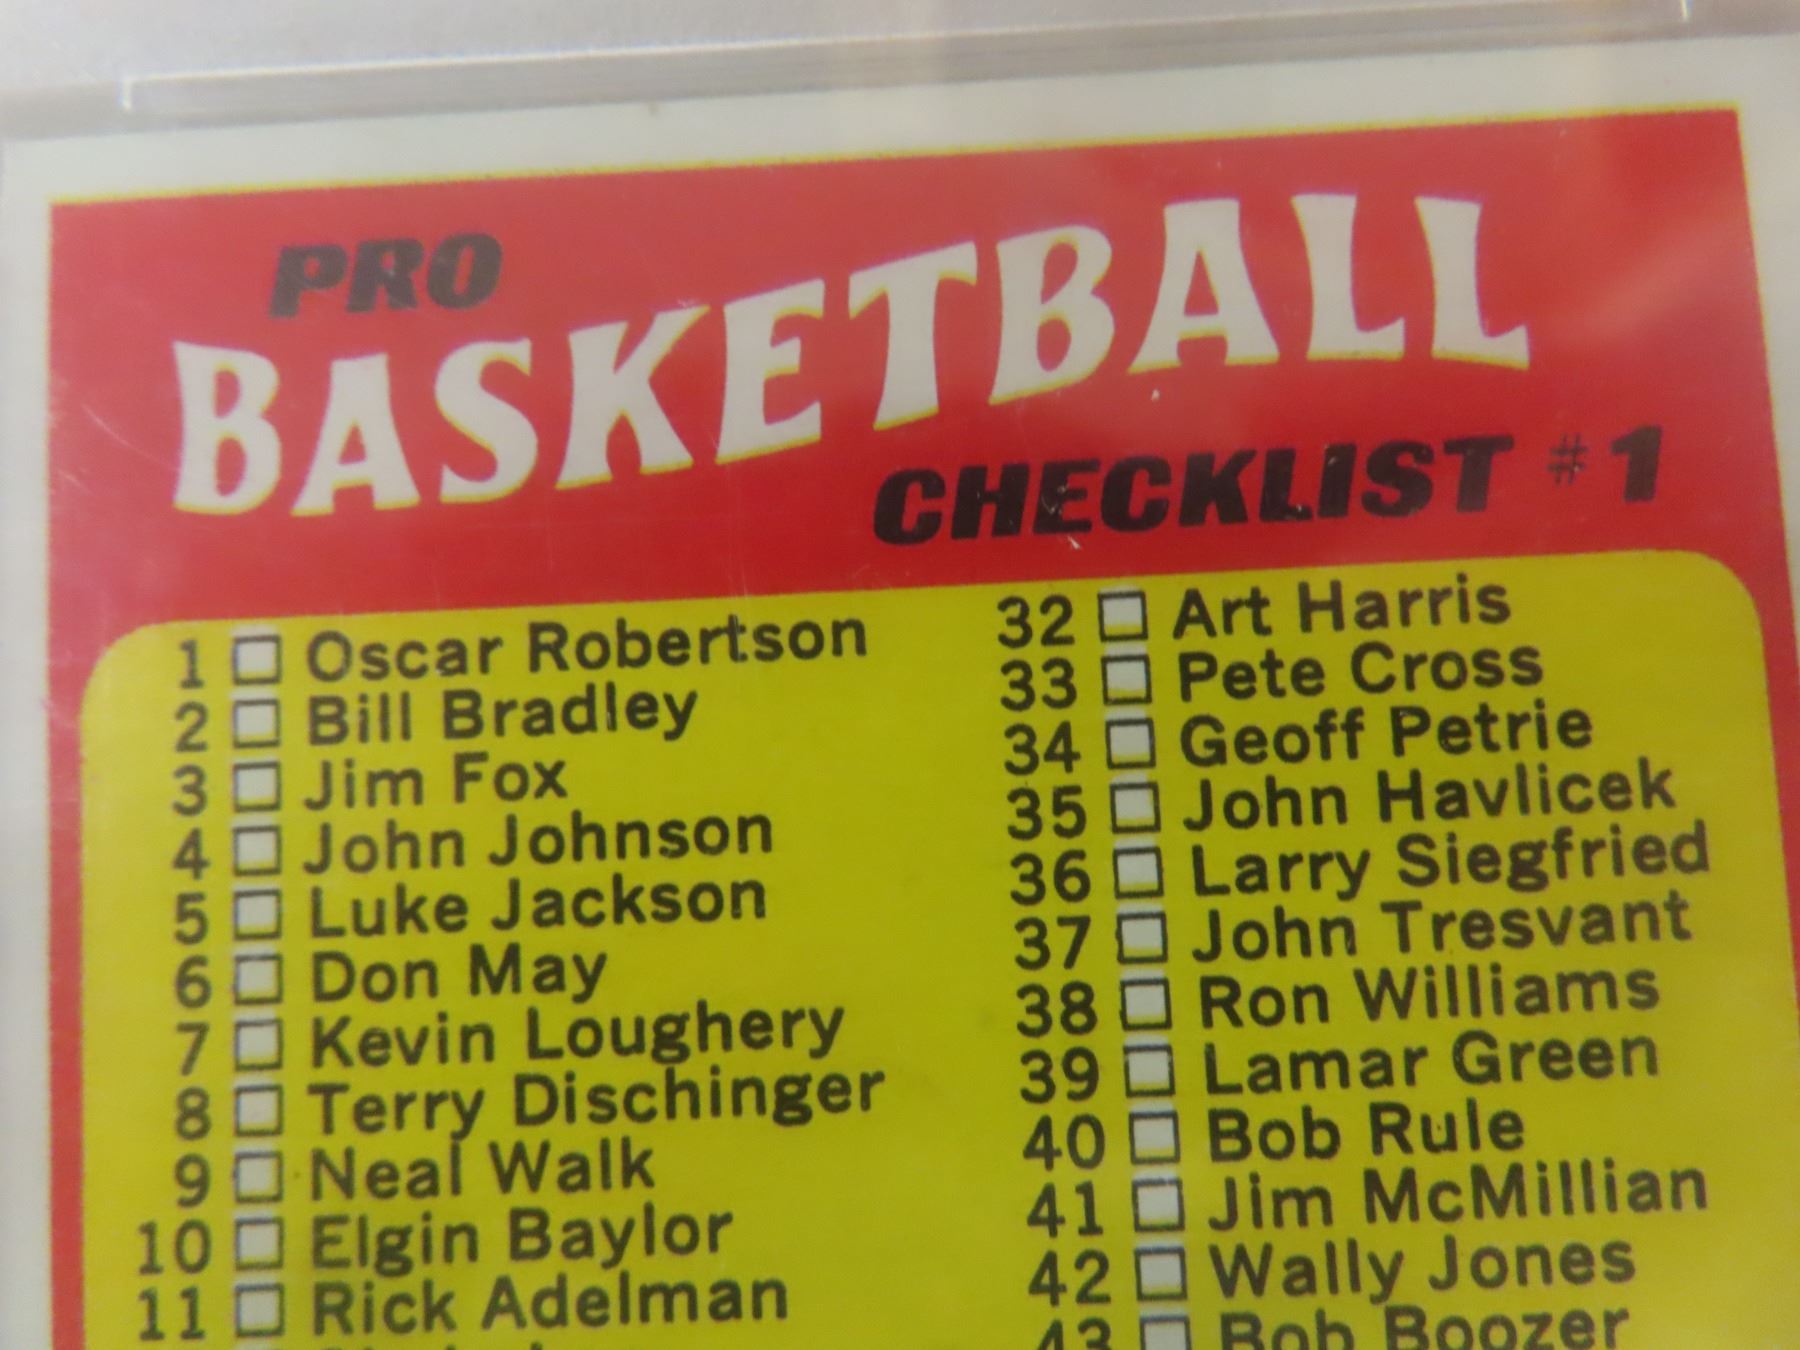 PRO
BASKETBALL
CHECKLIST #1
1 Oscar Robertson
2 Bill Bradley
3 Jim Fox
4 John Johnson
5 Luke Jackson
6 Don May
7 Kevin Loughery
8 Terry Dischinger
9 Neal Walk
10 Elgin Baylor
11 Rick Adelman
32 Art Harris
33 Pete Cross
34 Geoff Petrie
35 John Havlicek
36 Larry Siegfried
37 John Tresvant
38 Ron Williams
39 Lamar Green
40 Bob Rule
41 Jim McMillian
42 Wally Jones
43 Bob Boozer